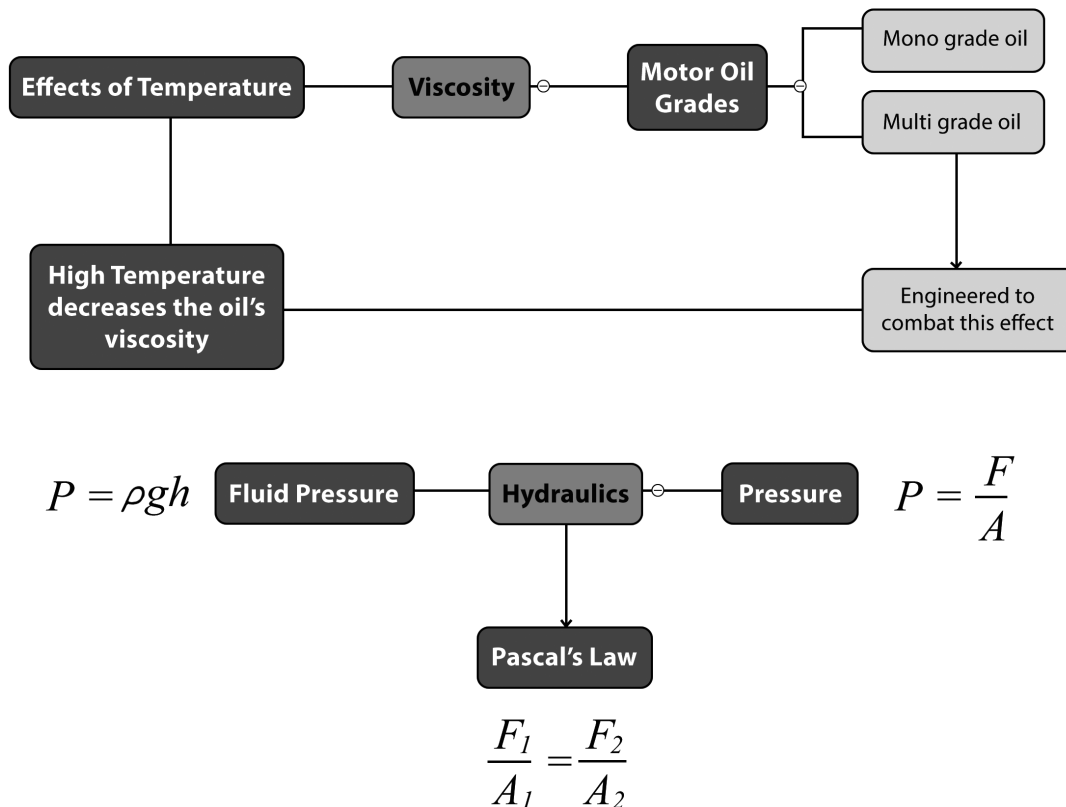 Mono grade oil
Effects of Temperature
Viscosity
Motor Oil
Grades
Multi grade oil
High Temperature
decreases the oil’s
viscosity
Engineered to
combat this effect
P = ρgh
Fluid Pressure
Hydraulics
Pressure
P = F/A
Pascal’s Law
F₁/A₁ = F₂/A₂